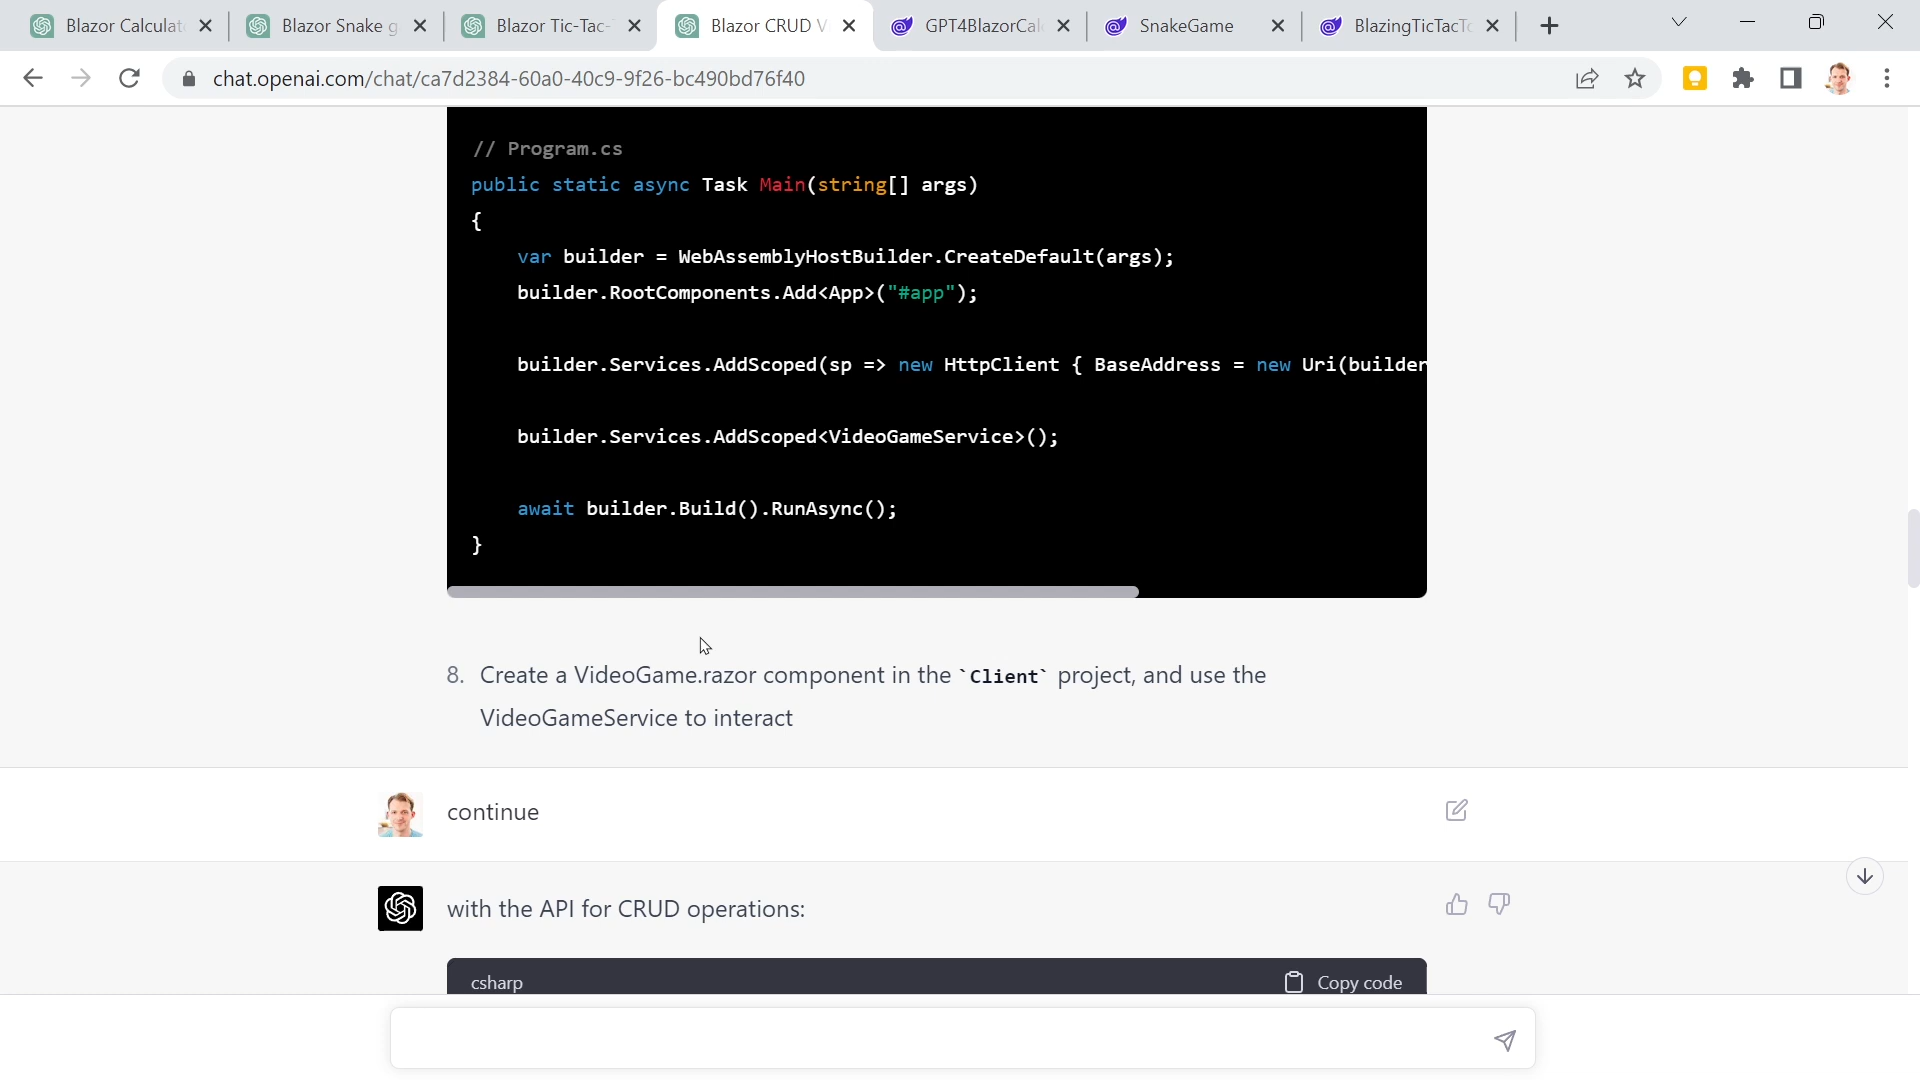 Blazor Calculat
Blazor Snake g
Blazor Tic-Tac-
Blazor CRUD V
GPT4BlazorCal
SnakeGame
BlazingTicTacTo
chat.openai.com/chat/ca7d2384-60a0-40c9-9f26-bc490bd76f40
// Program.cs
public static async Task Main(string[] args)
{
var builder = WebAssemblyHostBuilder.CreateDefault(args);
builder.RootComponents.Add<App>("#app");
builder.Services.AddScoped(sp => new HttpClient { BaseAddress = new Uri(builder
builder.Services.AddScoped<VideoGameService>();
await builder.Build().RunAsync();
}
8. Create a VideoGame.razor component in the `Client` project, and use the
VideoGameService to interact
continue
with the API for CRUD operations:
csharp
Copy code